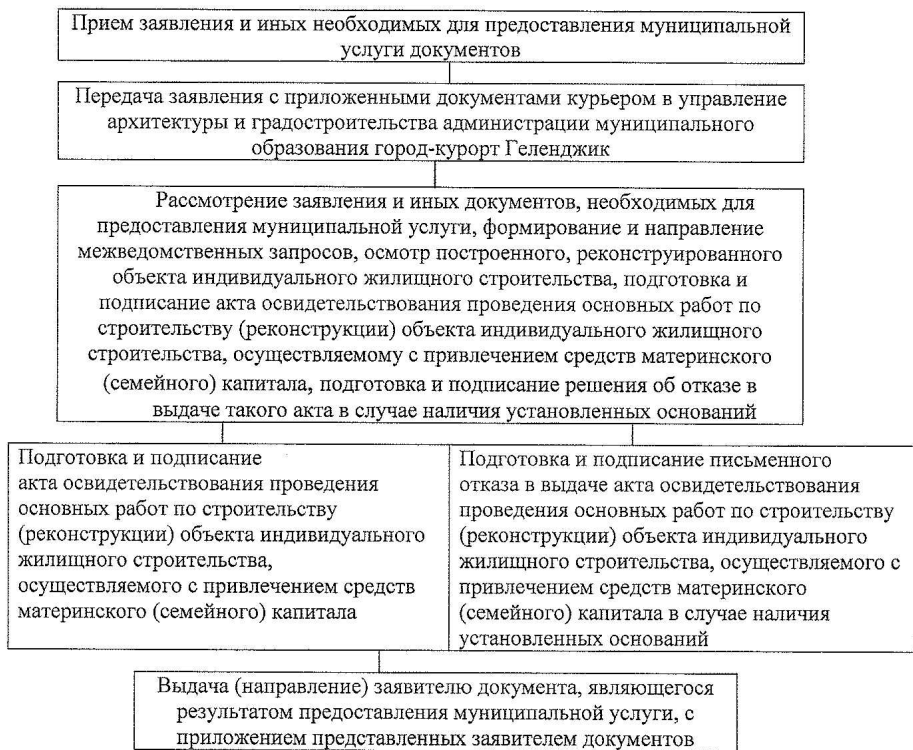 Прием заявления и иных необходимых для предоставления муниципальной
услуги документов
Передача заявления с приложенными документами курьером в управление
архитектуры и градостроительства администрации муниципального
образования город-курорт Геленджик
Рассмотрение заявления и иных документов, необходимых для
предоставления муниципальной услуги, формирование и направление
межведомственных запросов, осмотр построенного, реконструированного
объекта индивидуального жилищного строительства, подготовка и
подписание акта освидетельствования проведения основных работ по
строительству (реконструкции) объекта индивидуального жилищного
строительства, осуществляемому с привлечением средств материнского
(семейного) капитала, подготовка и подписание решения об отказе в
выдаче такого акта в случае наличия установленных оснований
Подготовка и подписание
акта освидетельствования проведения
основных работ по строительству
(реконструкции) объекта индивидуального
жилищного строительства,
осуществляемого с привлечением средств
материнского (семейного) капитала
Подготовка и подписание письменного
отказа в выдаче акта освидетельствования
проведения основных работ по строительству
(реконструкции) объекта индивидуального
жилищного строительства, осуществляемого с
привлечением средств материнского
(семейного) капитала в случае наличия
установленных оснований
Выдача (направление) заявителю документа, являющегося
результатом предоставления муниципальной услуги, с
приложением представленных заявителем документов